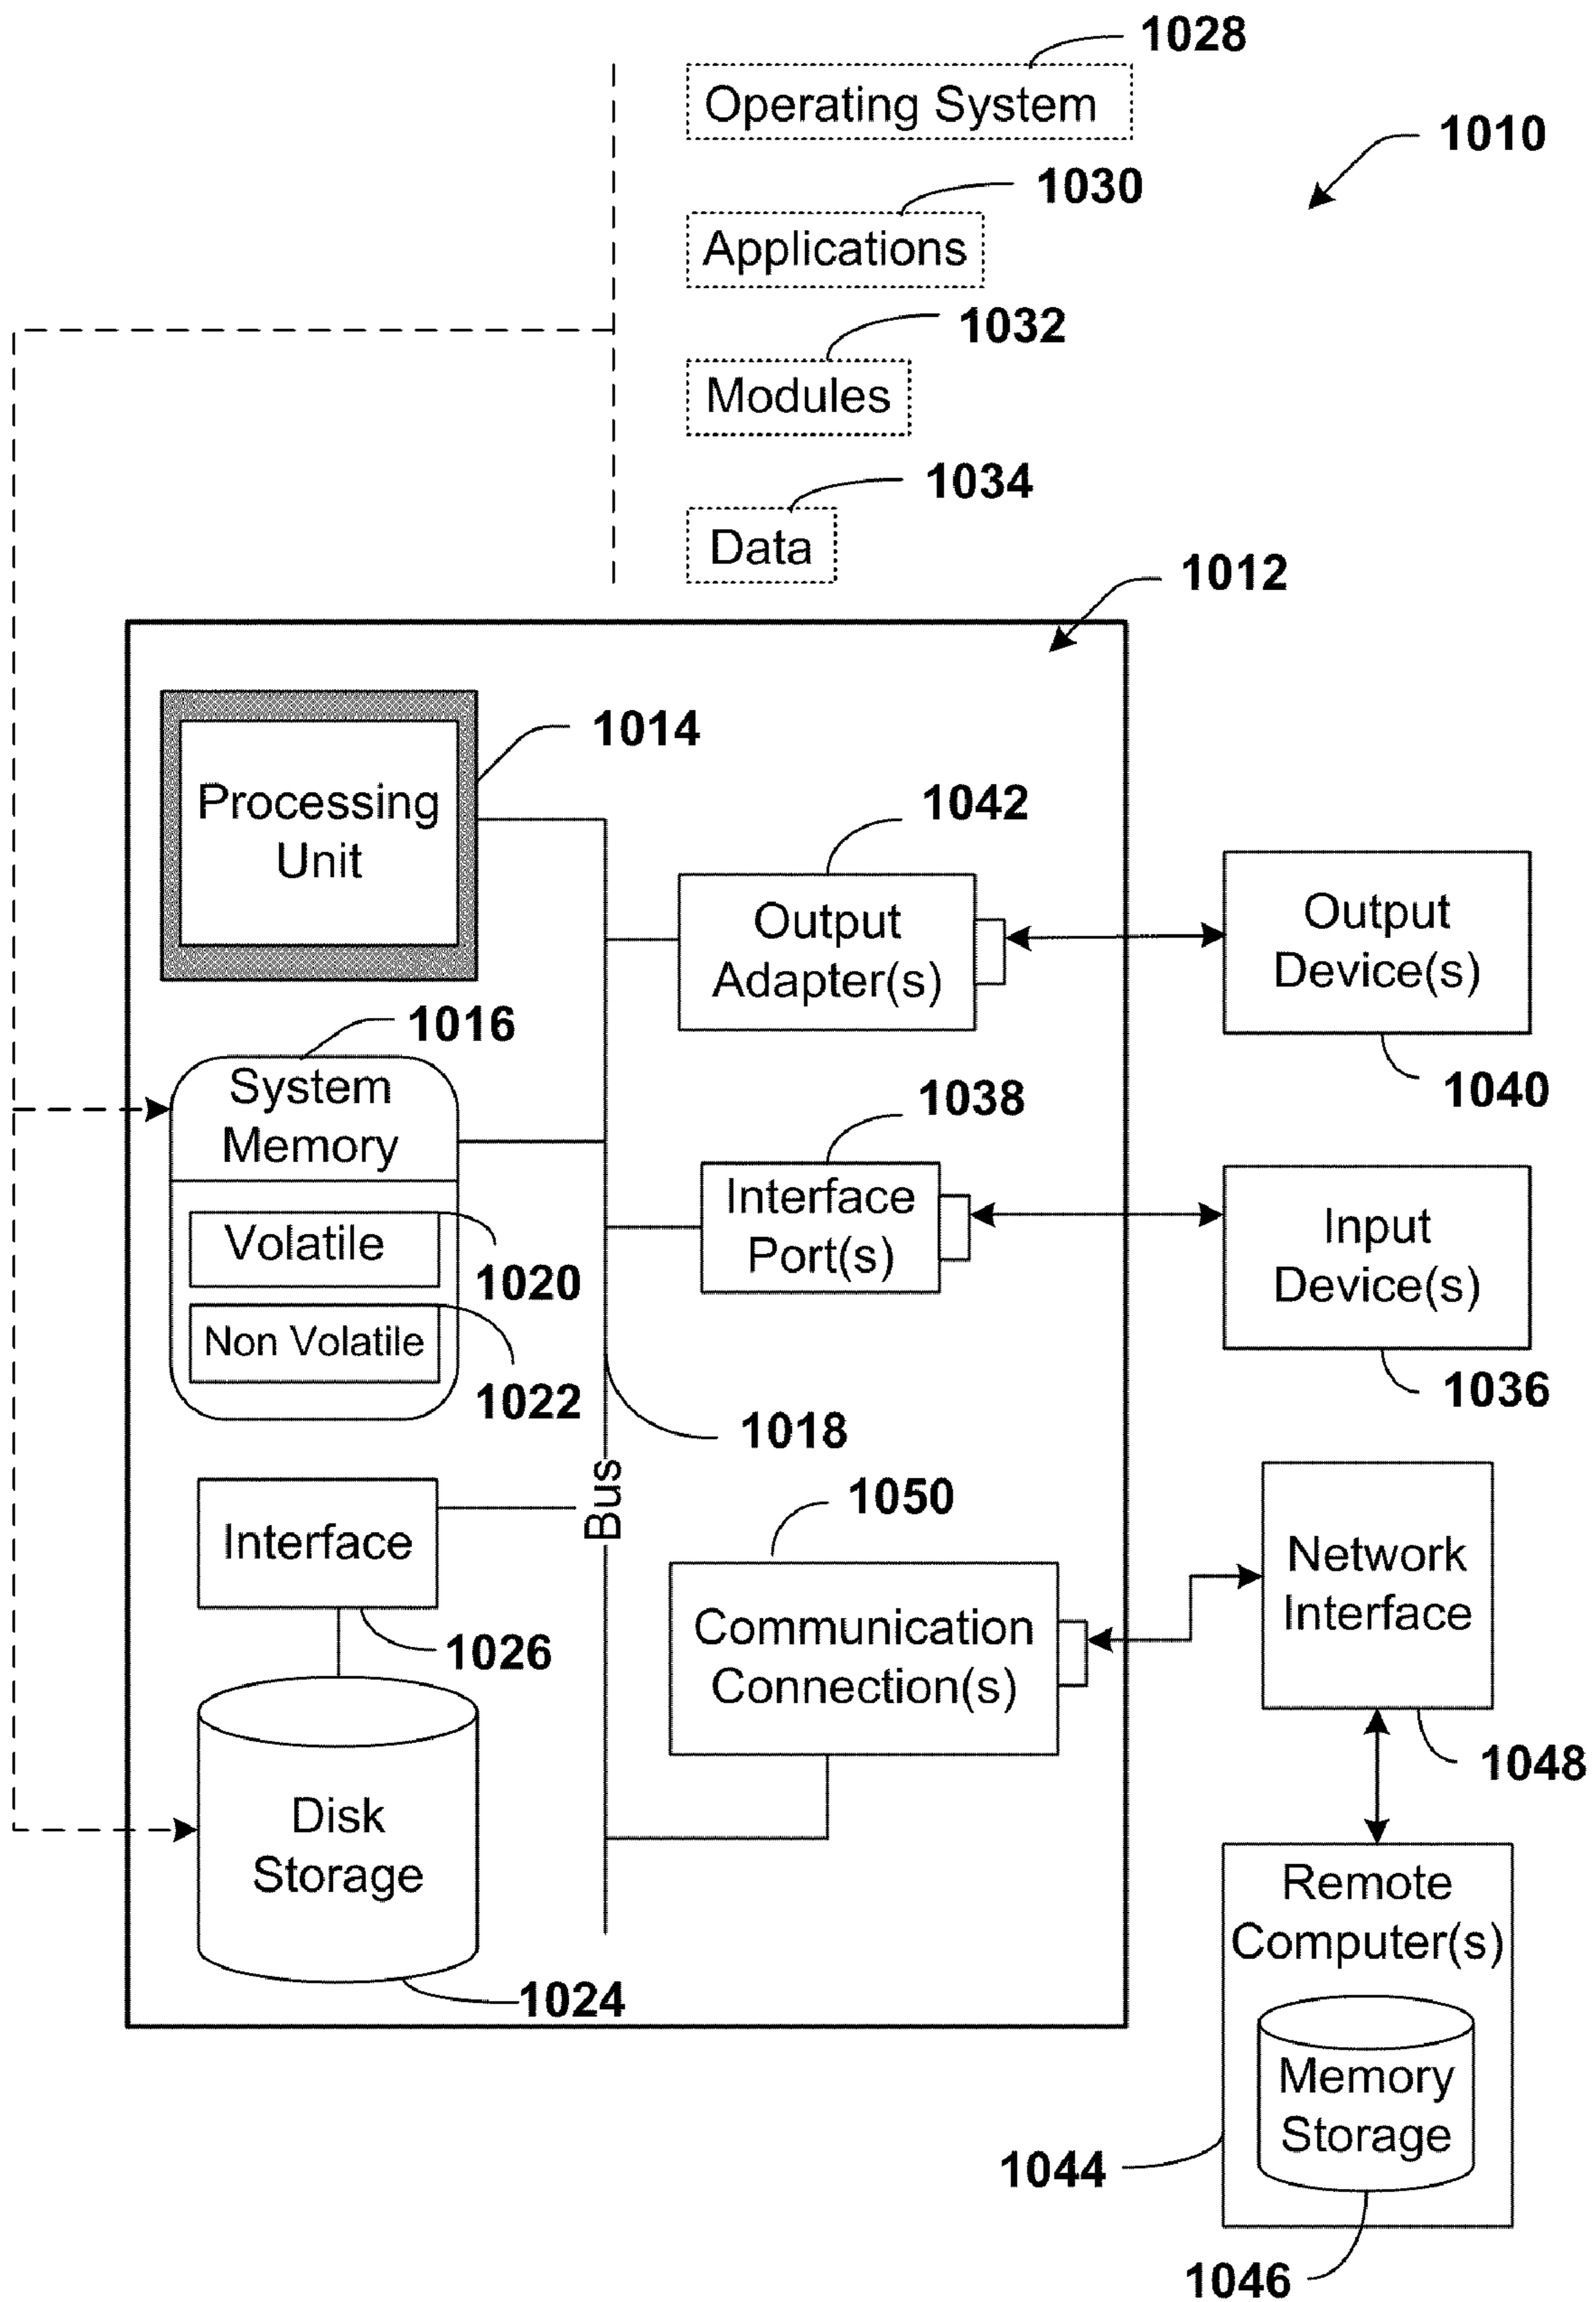 1028
Operating System
1010
1030
Applications
1032
Modules
1034
Data
1012
1014
Processing
Unit
1042
Output
Adapter(s)
Output
Device(s)
1040
1016
System
Memory
1038
Interface
Port(s)
Input
Device(s)
1036
Volatile
1020
Non Volatile
1022
1018
Bus
Interface
1026
1050
Communication
Connection(s)
Network
Interface
1048
Disk
Storage
1024
Remote
Computer(s)
Memory
Storage
1044
1046